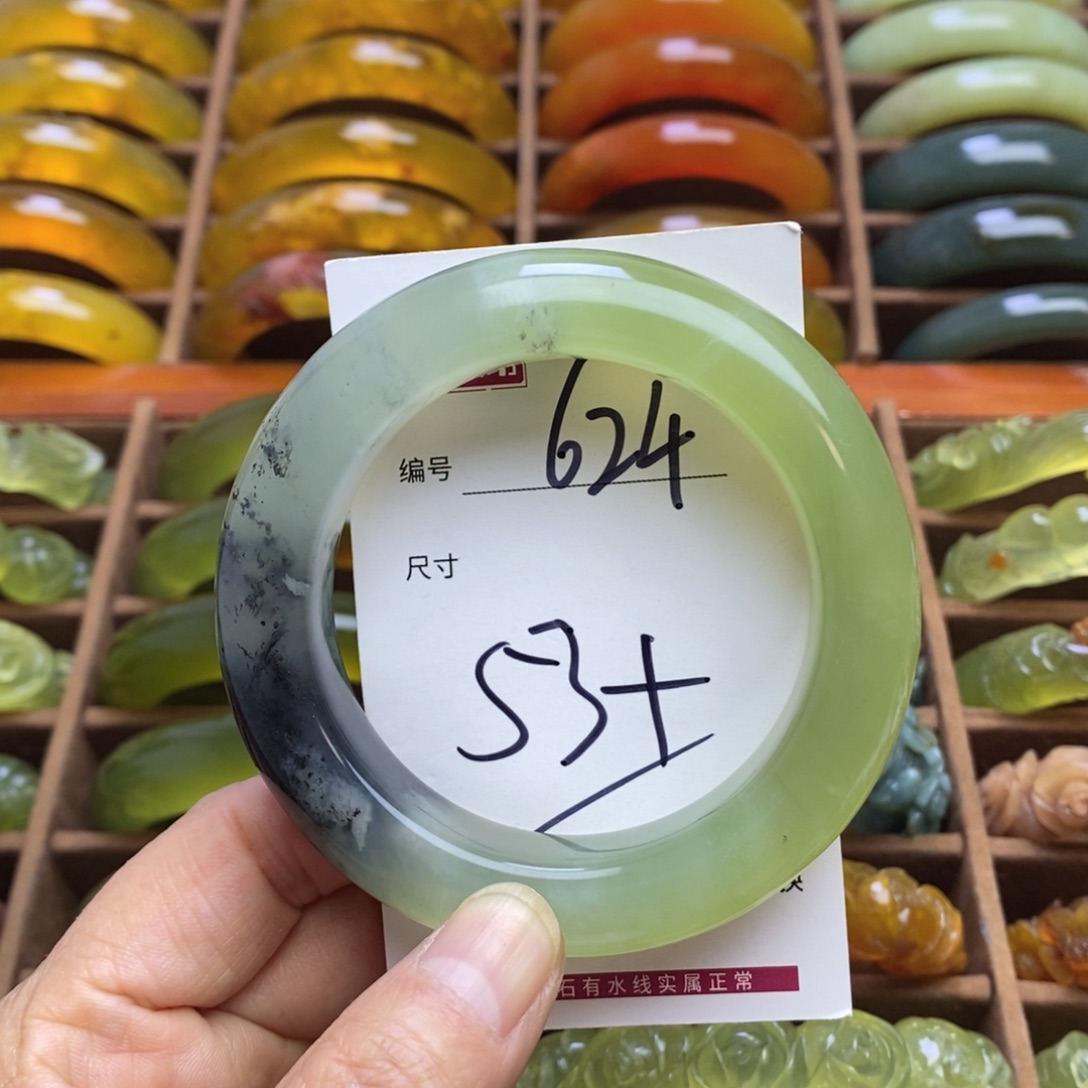 编号 624
尺寸
53±
石有水线实属正常